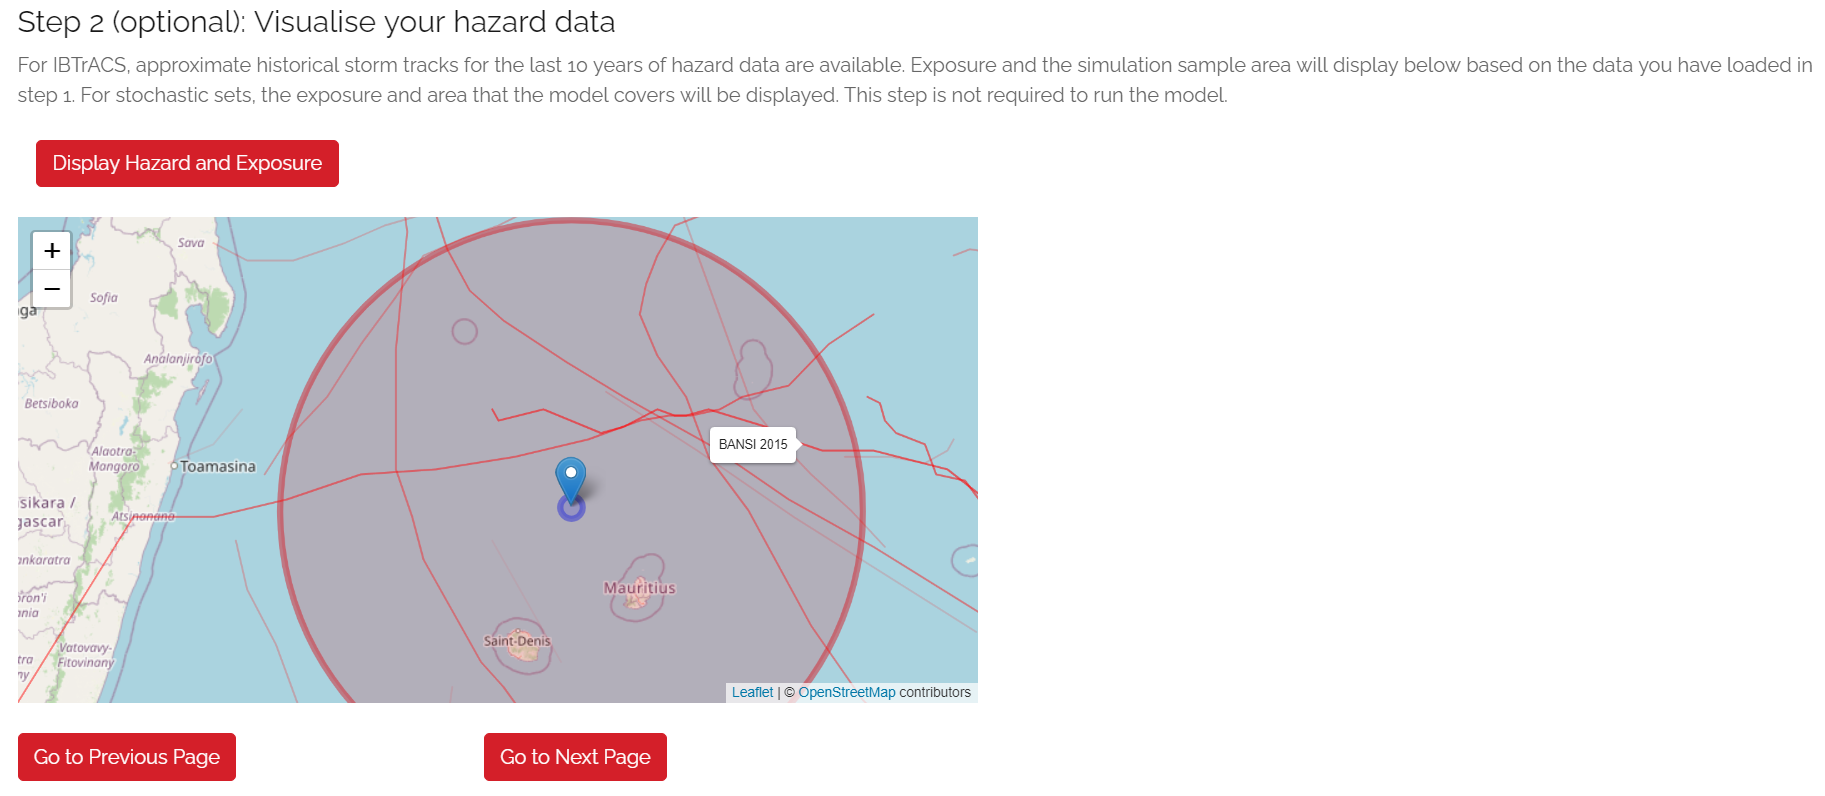 Step 2 (optional): Visualise your hazard data
For IBTrACS, approximate historical storm tracks for the last 10 years of hazard data are available. Exposure and the simulation sample area will display below based on the data you have loaded in
step 1. For stochastic sets, the exposure and area that the model covers will be displayed. This step is not required to run the model.
Display Hazard and Exposure
+
−
Sava
Sofia
ga
Analanjirofo
Betsiboka
Alaotra-
Mangoro
Toamasina
BANSI 2015
sikara /
gascar
Atsinanana
ankaratra
oron'i
ania
Mauritius
Saint-Denis
Vatovavy-
Fitovinany
tra
ny
Leaflet | © OpenStreetMap contributors
Go to Previous Page
Go to Next Page